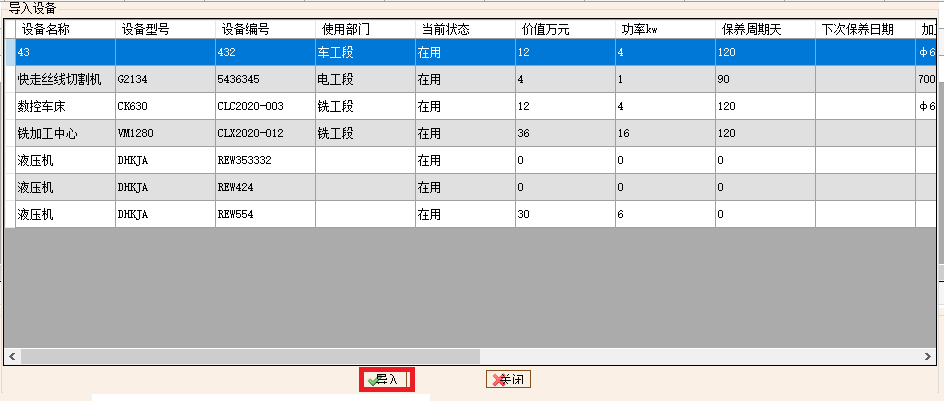 导入设备
设备名称 设备型号 设备编号 使用部门 当前状态 价值万元 功率kw 保养周期天 下次保养日期
43 432 车工段 在用 12 4 120 φ6
快走丝线切割机 G2134 5436345 电工段 在用 4 1 90 700
数控车床 CK630 CLC2020-003 铣工段 在用 12 4 120 φ6
铣加工中心 VM1280 CLX2020-012 铣工段 在用 36 16 120
液压机 DHKJA REW353332 在用 0 0 0
液压机 DHKJA REW424 在用 0 0 0
液压机 DHKJA REW554 在用 30 6 0
导入 关闭